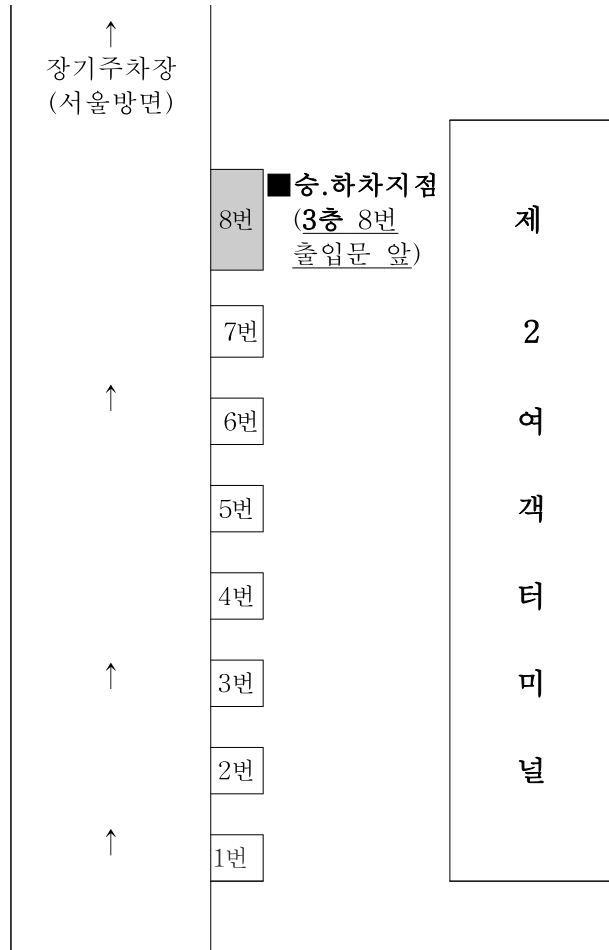 ↑
장기주차장
(서울방면)
■승.하차지점
(3층 8번
출입문 앞)
8번
7번
↑
6번
5번
4번
↑
3번
2번
↑
1번
제
2
여
객
터
미
널